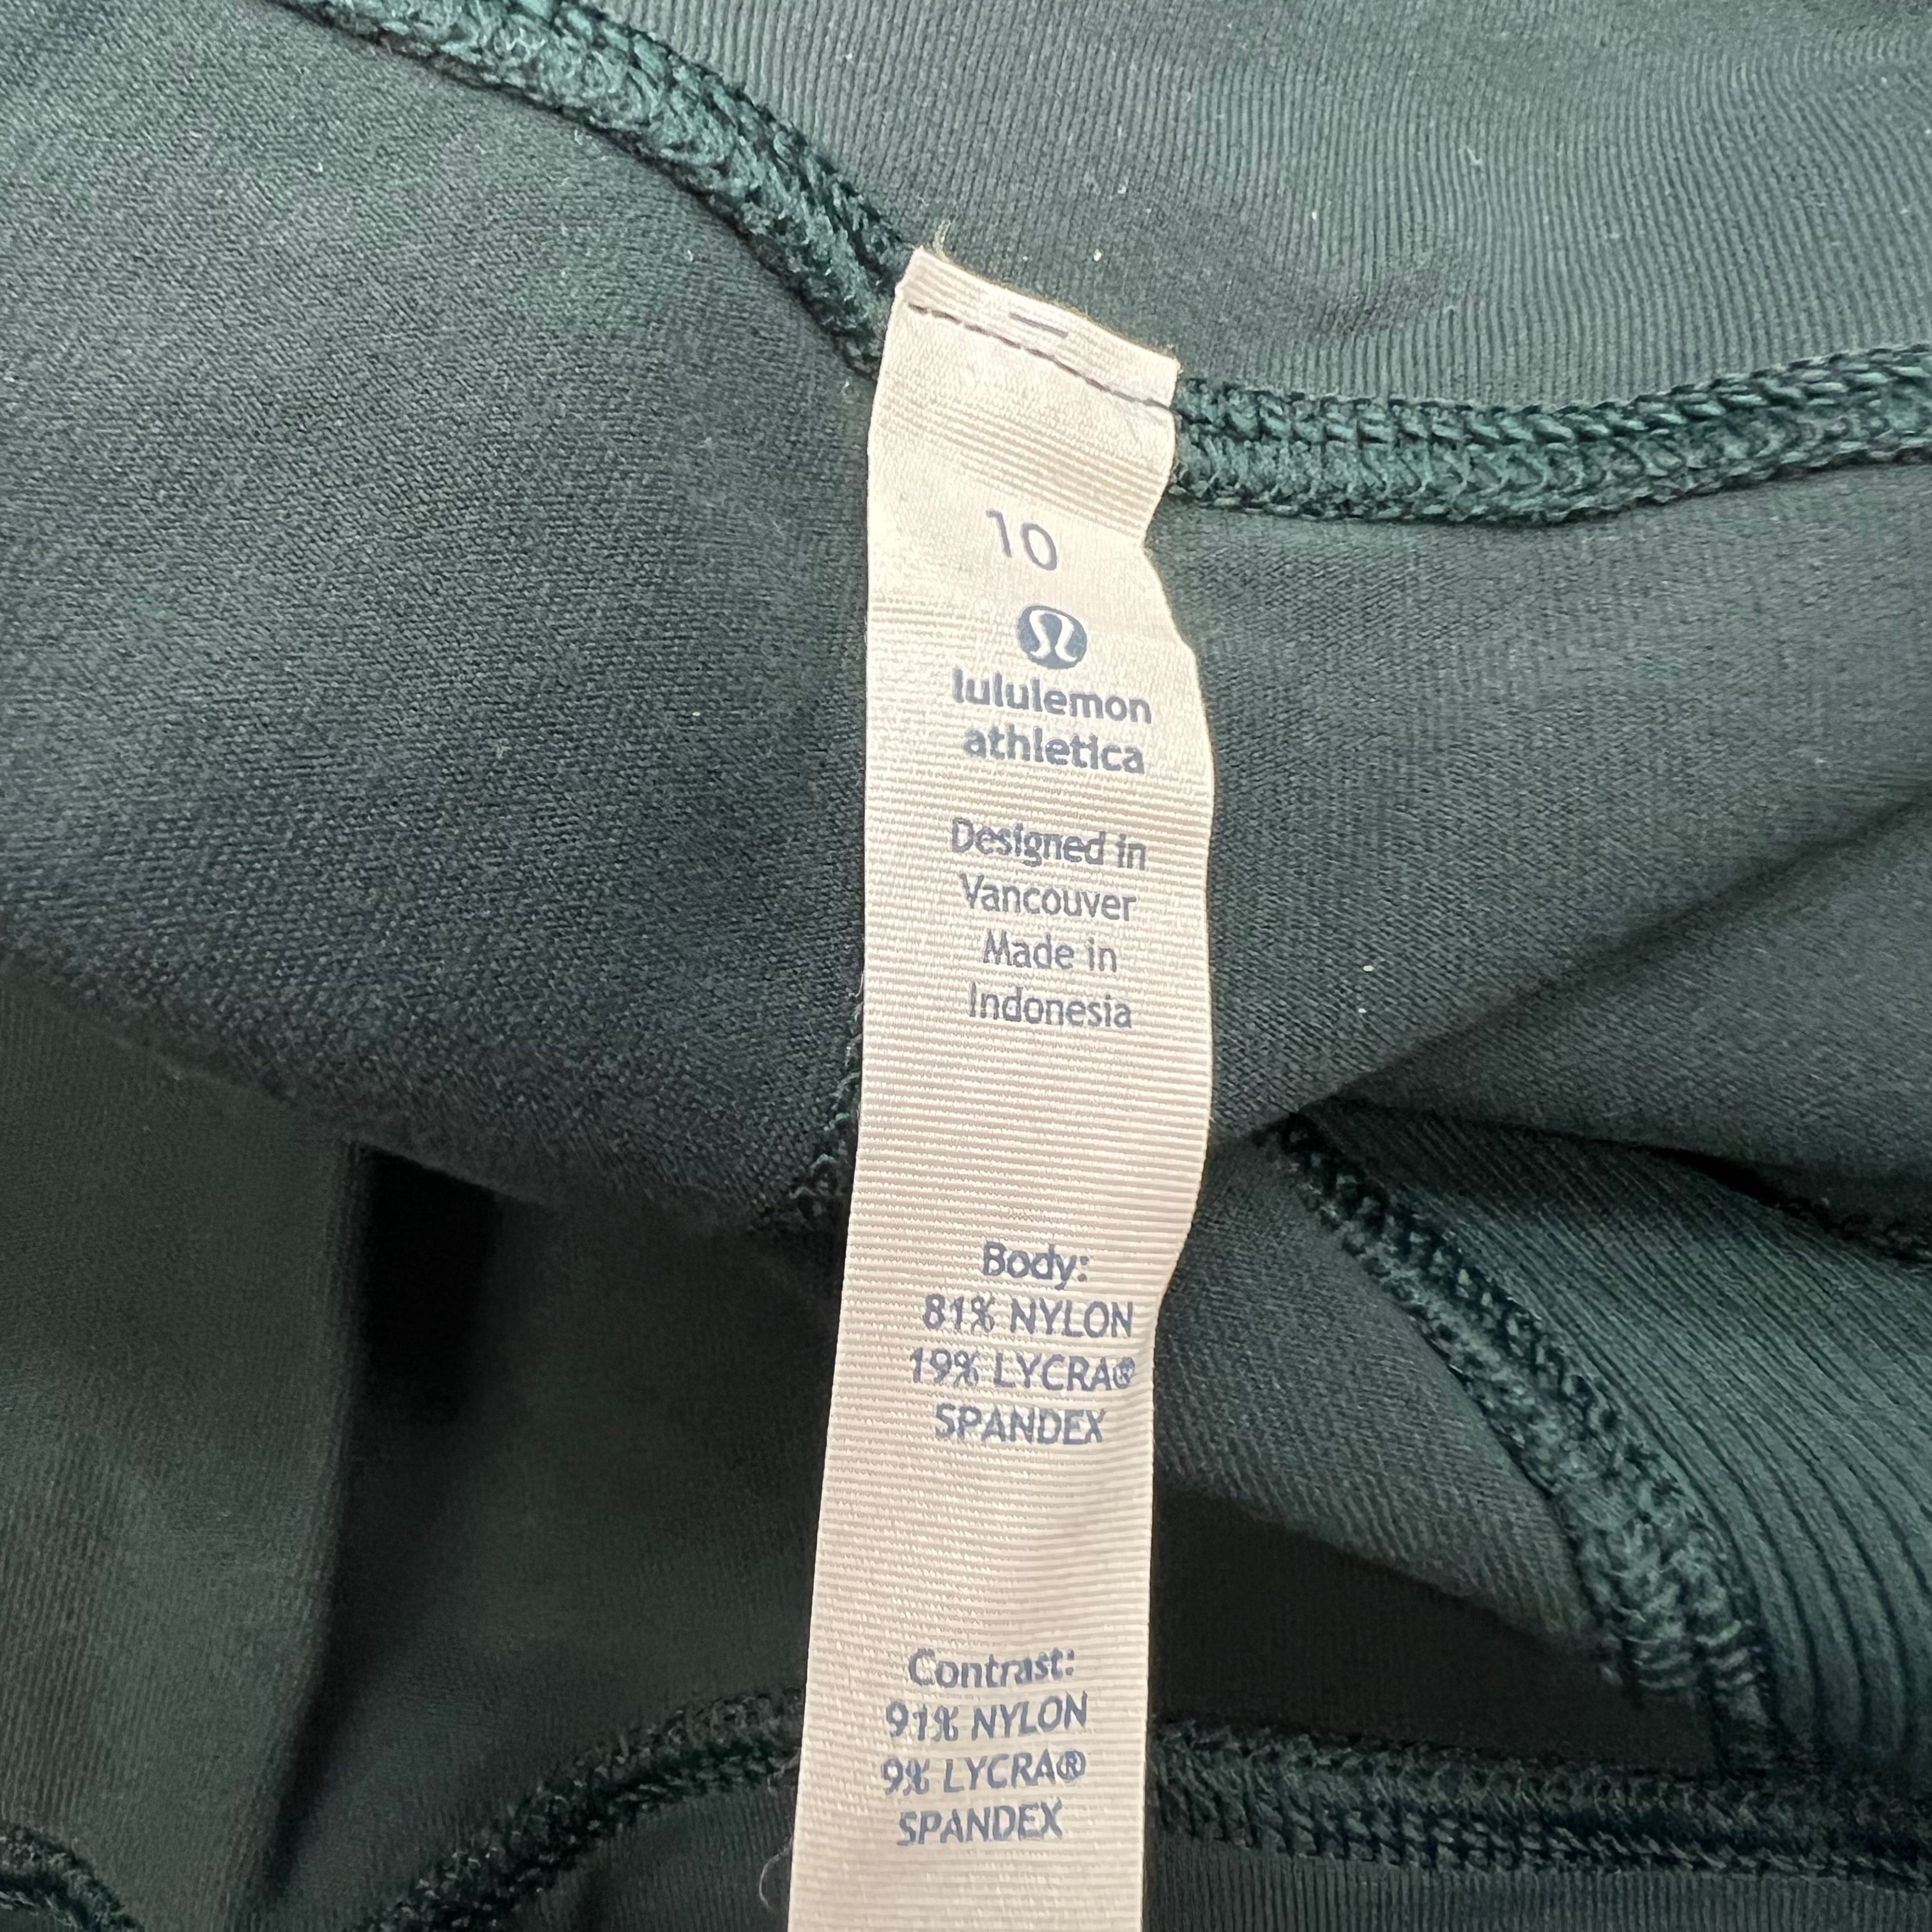 10
lululemon
athletica
Designed in
Vancouver
Made in
Indonesia
Body:
81% NYLON
19% LYCRA®
SPANDEX
Contrast:
91% NYLON
9% LYCRA®
SPANDEX